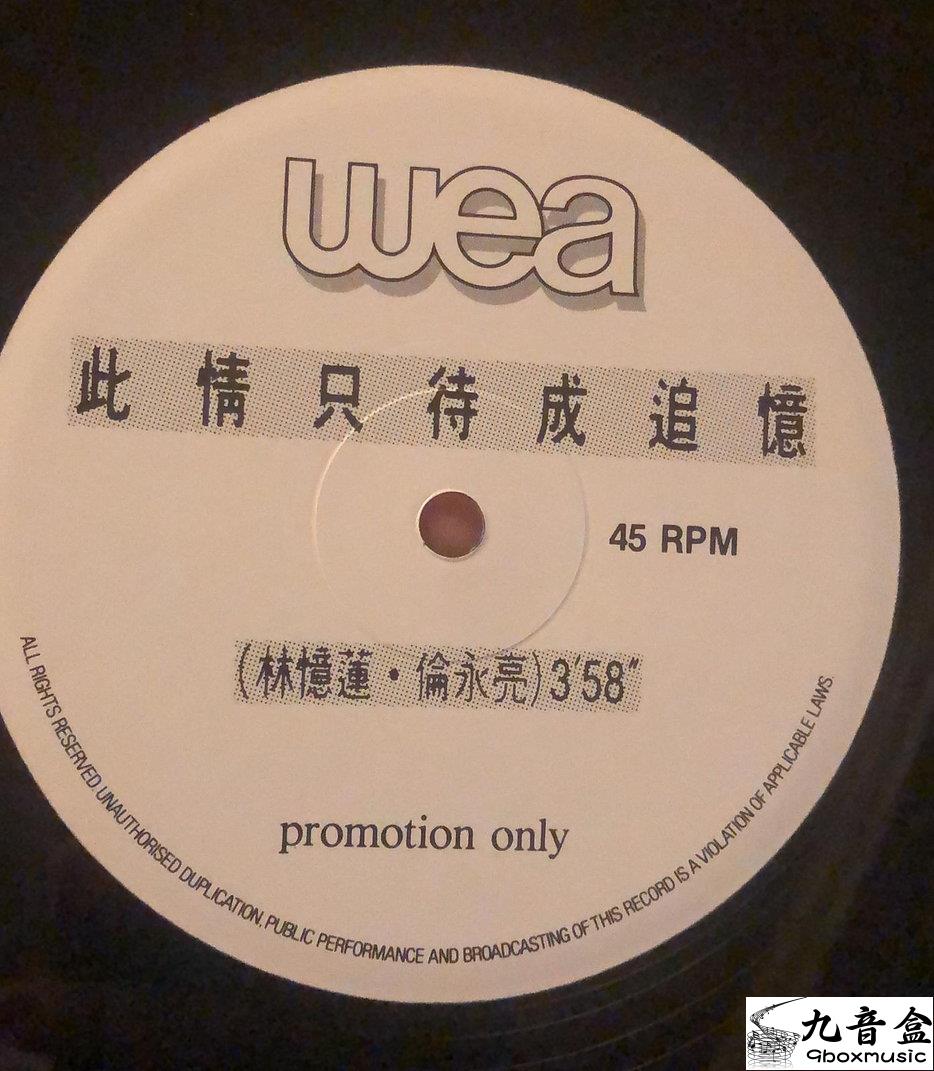 wea
此情只待成追憶
45 RPM
(林憶蓮・倫永亮)3'58"
promotion only
ALL RIGHTS RESERVED. UNAUTHORISED DUPLICATION, PUBLIC PERFORMANCE AND BROADCASTING OF THIS RECORD IS A VIOLATION OF APPLICABLE LAWS
九音盒
9boxmusic